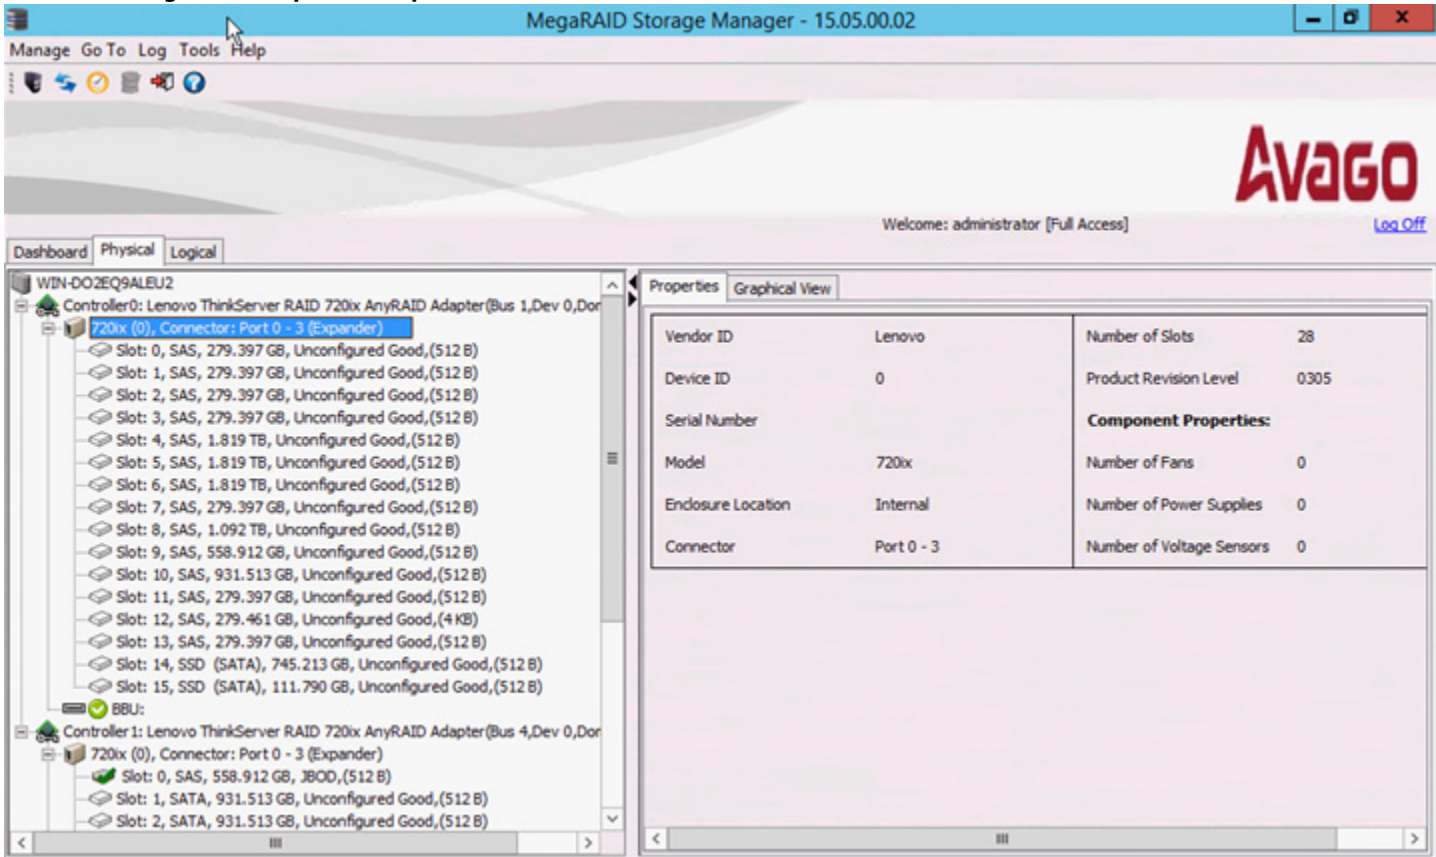 MegaRAID Storage Manager - 15.05.00.02
Manage Go To Log Tools Help
Avago
Welcome: administrator [Full Access]
Log Off
Dashboard Physical Logical
WIN-DO2EQ9ALEU2
Controller0: Lenovo ThinkServer RAID 720ix AnyRAID Adapter(Bus 1,Dev 0,Dor
720ix (0), Connector: Port 0 - 3 (Expander)
Slot: 0, SAS, 279.397 GB, Unconfigured Good,(512 B)
Slot: 1, SAS, 279.397 GB, Unconfigured Good,(512 B)
Slot: 2, SAS, 279.397 GB, Unconfigured Good,(512 B)
Slot: 3, SAS, 279.397 GB, Unconfigured Good,(512 B)
Slot: 4, SAS, 1.819 TB, Unconfigured Good,(512 B)
Slot: 5, SAS, 1.819 TB, Unconfigured Good,(512 B)
Slot: 6, SAS, 1.819 TB, Unconfigured Good,(512 B)
Slot: 7, SAS, 279.397 GB, Unconfigured Good,(512 B)
Slot: 8, SAS, 1.092 TB, Unconfigured Good,(512 B)
Slot: 9, SAS, 558.912 GB, Unconfigured Good,(512 B)
Slot: 10, SAS, 931.513 GB, Unconfigured Good,(512 B)
Slot: 11, SAS, 279.397 GB, Unconfigured Good,(512 B)
Slot: 12, SAS, 279.461 GB, Unconfigured Good,(4 KB)
Slot: 13, SAS, 279.397 GB, Unconfigured Good,(512 B)
Slot: 14, SSD (SATA), 745.213 GB, Unconfigured Good,(512 B)
Slot: 15, SSD (SATA), 111.790 GB, Unconfigured Good,(512 B)
BBU:
Controller1: Lenovo ThinkServer RAID 720ix AnyRAID Adapter(Bus 4,Dev 0,Dor
720ix (0), Connector: Port 0 - 3 (Expander)
Slot: 0, SAS, 558.912 GB, JBOD,(512 B)
Slot: 1, SATA, 931.513 GB, Unconfigured Good,(512 B)
Slot: 2, SATA, 931.513 GB, Unconfigured Good,(512 B)
Properties Graphical View
Vendor ID Lenovo Number of Slots 28
Device ID 0 Product Revision Level 0305
Serial Number Component Properties:
Model 720ix Number of Fans 0
Enclosure Location Internal Number of Power Supplies 0
Connector Port 0 - 3 Number of Voltage Sensors 0